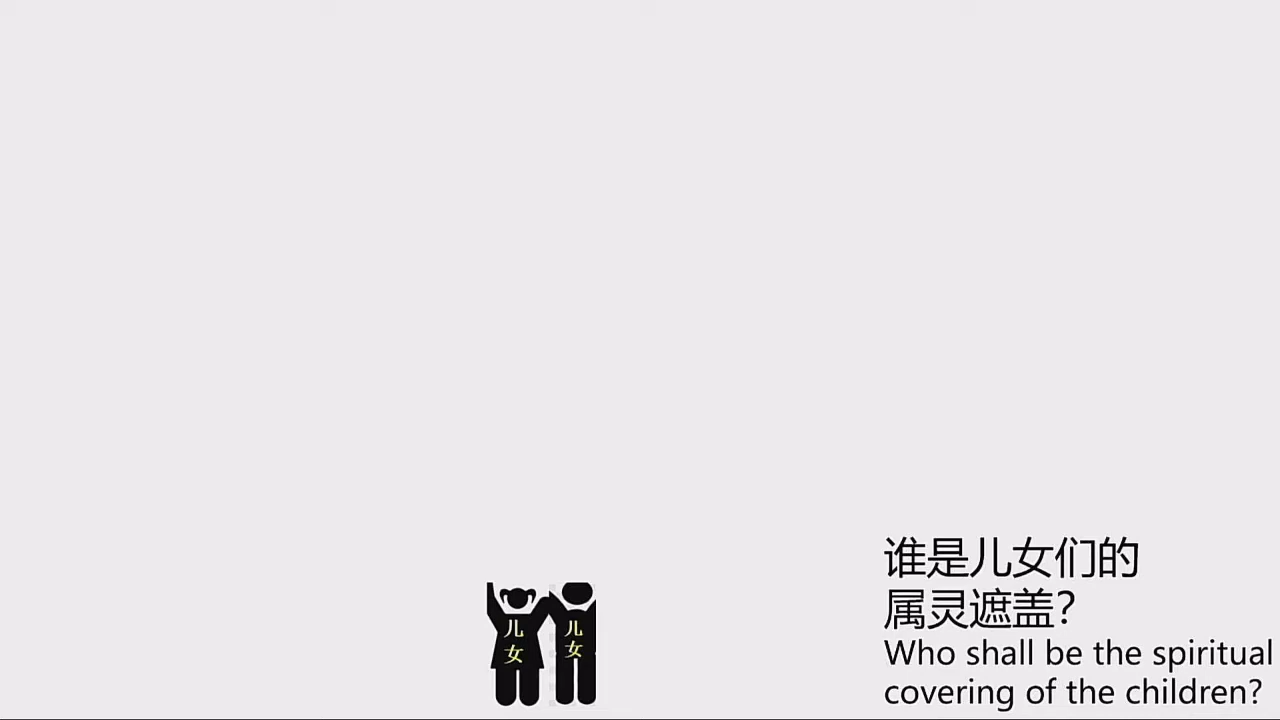 儿
女
儿
女
谁是儿女们的
属灵遮盖?
Who shall be the spiritual
covering of the children?